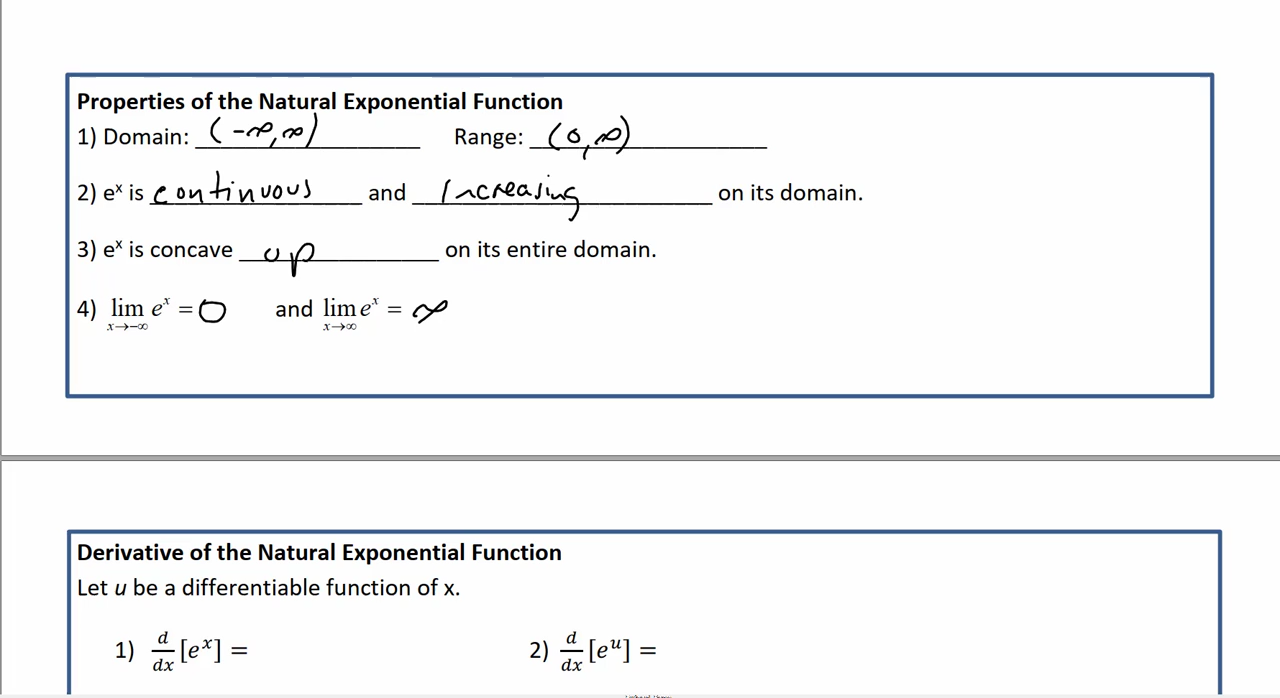 Properties of the Natural Exponential Function
1) Domain: (-∞,∞) Range: (0,∞)
2) eˣ is continuous and Increasing on its domain.
3) eˣ is concave up on its entire domain.
4) lim x→-∞ eˣ = 0 and lim x→∞ eˣ = ∞
Derivative of the Natural Exponential Function
Let u be a differentiable function of x.
1) d/dx [eˣ] = 2) d/dx [eᵘ] =